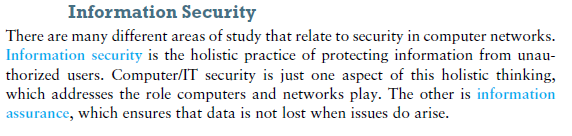 Information Security
There are many different areas of study that relate to security in computer networks.
Information security is the holistic practice of protecting information from unau-
thorized users. Computer/IT security is just one aspect of this holistic thinking,
which addresses the role computers and networks play. The other is information
assurance, which ensures that data is not lost when issues do arise.